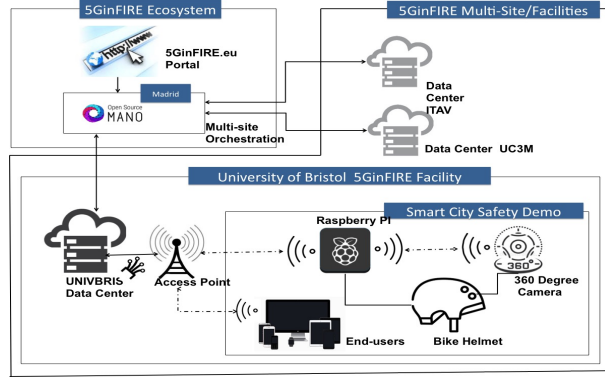 5GinFIRE Ecosystem
5GinFIRE Multi-Site/Facilities
http://www.
5GinFIRE.eu
Portal
Madrid
Open Source
MANO
Multi-site
Orchestration
Data
Center
ITAV
Data Center UC3M
University of Bristol 5GinFIRE Facility
Smart City Safety Demo
Raspberry PI
UNIVBRIS
Data Center
Access Point
360°
360 Degree
Camera
End-users
Bike Helmet